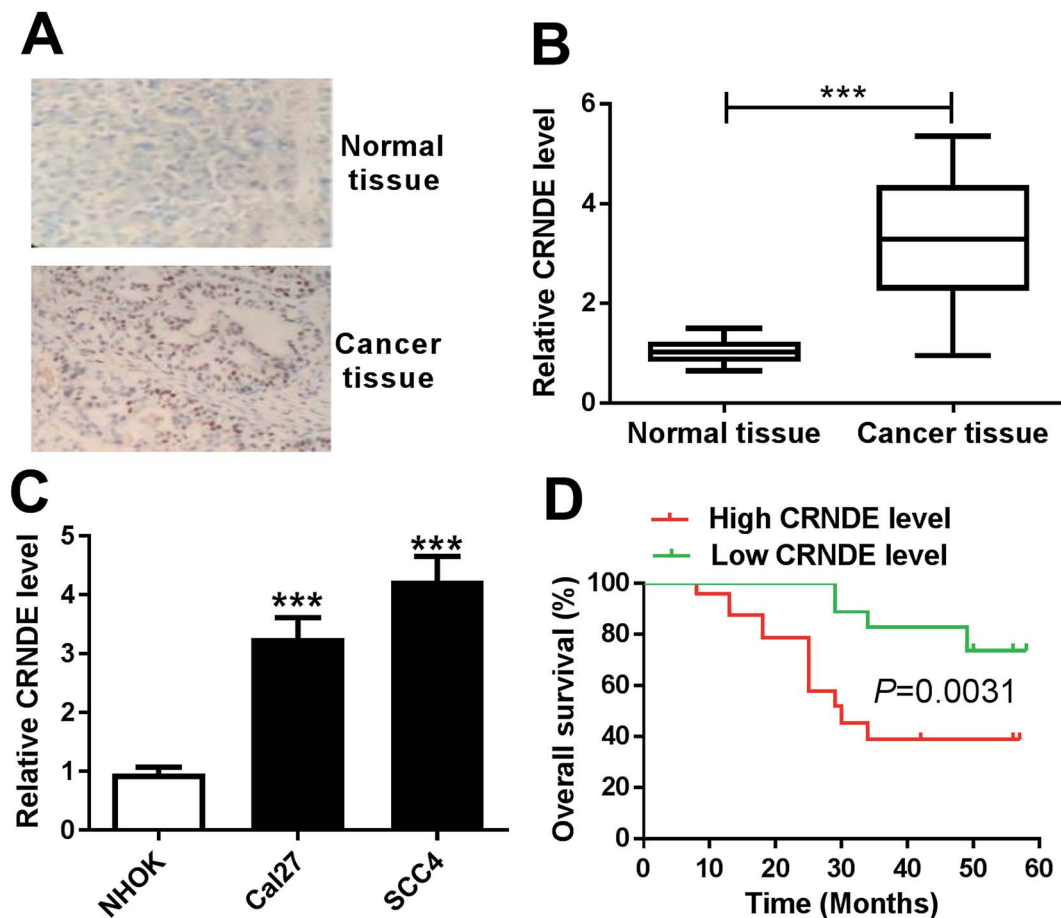 A
Normal
tissue
Cancer
tissue
B
***
Relative CRNDE level
6
4
2
0
Normal tissue
Cancer tissue
C
Relative CRNDE level
5
4
3
2
1
0
***
***
NHOK
Cal27
SCC4
D
High CRNDE level
Low CRNDE level
Overall survival (%)
100
80
60
40
20
0
P=0.0031
0 10 20 30 40 50 60
Time (Months)